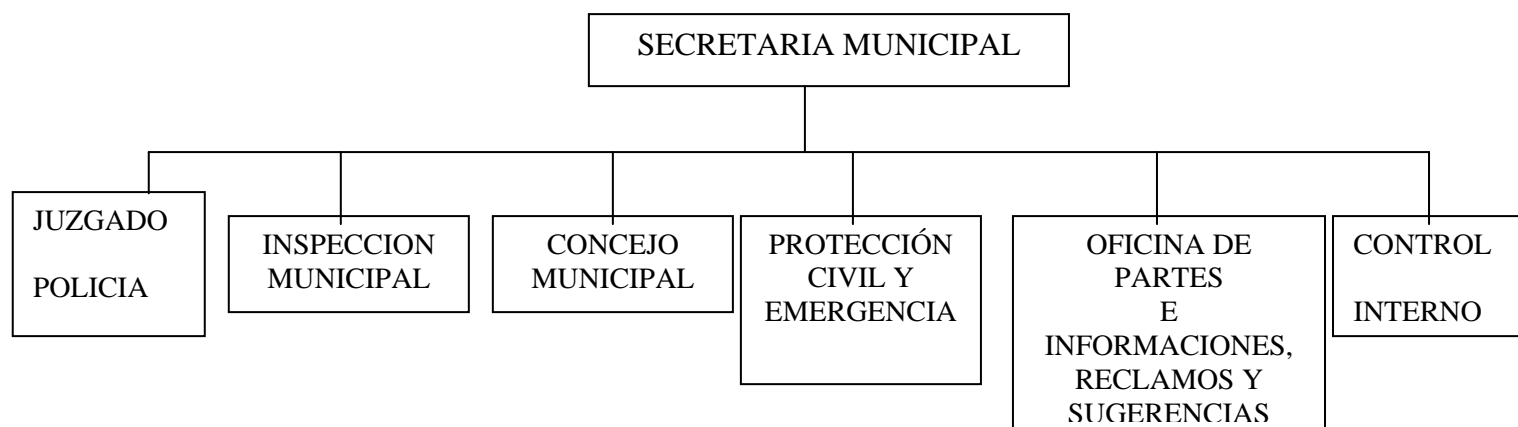 SECRETARIA MUNICIPAL
JUZGADO
POLICIA
INSPECCION
MUNICIPAL
CONCEJO
MUNICIPAL
PROTECCIÓN
CIVIL Y
EMERGENCIA
OFICINA DE
PARTES
E
INFORMACIONES,
RECLAMOS Y
SUGERENCIAS
CONTROL
INTERNO